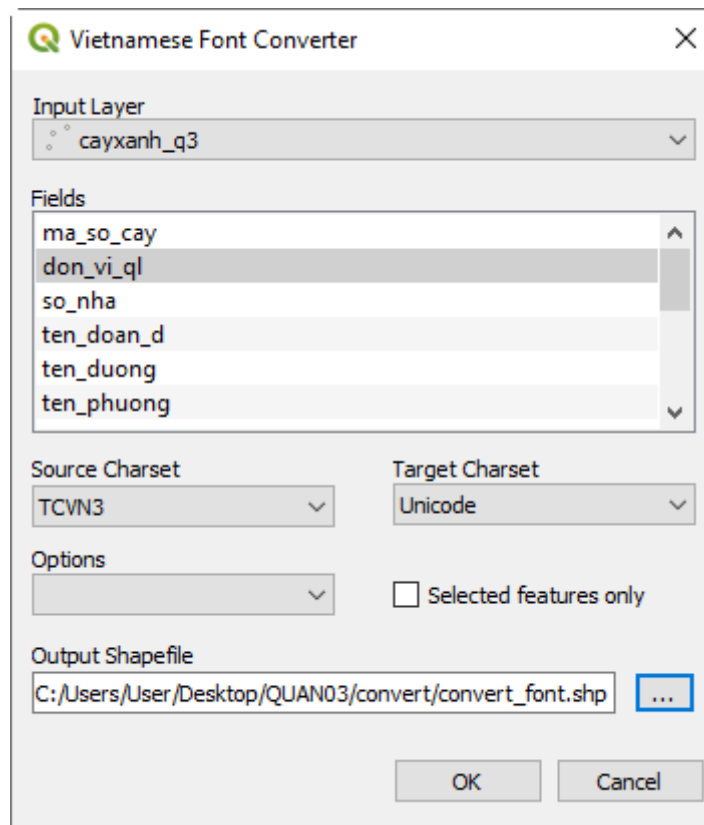 Vietnamese Font Converter
Input Layer
cayxanh_q3
Fields
ma_so_cay
don_vi_ql
so_nha
ten_doan_d
ten_duong
ten_phuong
Source Charset Target Charset
TCVN3 Unicode
Options
Selected features only
Output Shapefile
C:/Users/User/Desktop/QUAN03/convert/convert_font.shp ...
OK Cancel